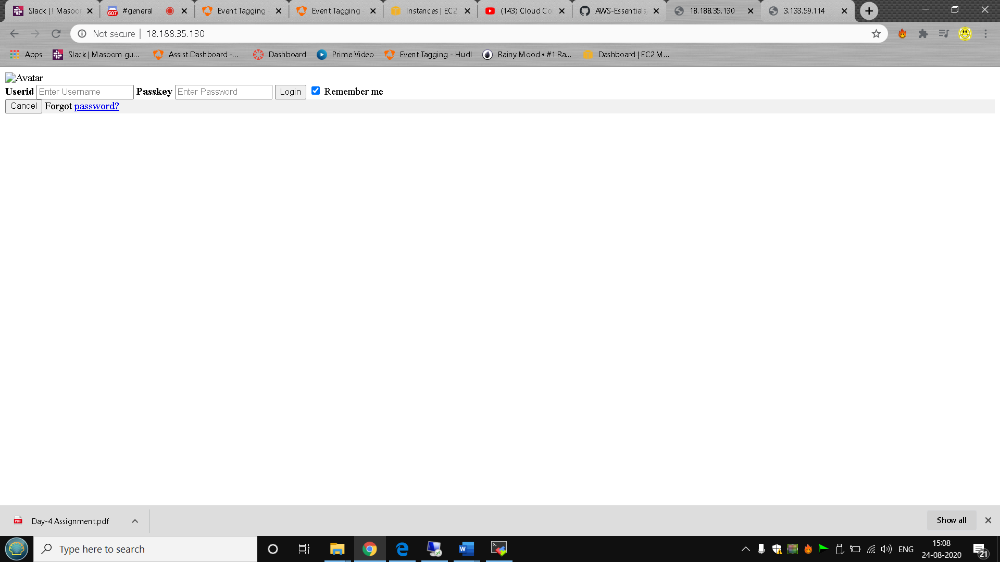 Slack | ! Masoo
607 #general
Event Tagging -
Event Tagging -
Instances | EC2
(143) Cloud Co
AWS-Essentials,
18.188.35.130
3.133.59.114
Not secure | 18.188.35.130
Apps
Slack | Masoom gu...
Assist Dashboard -...
Dashboard
Prime Video
Event Tagging - Hudl
Rainy Mood • #1 Ra...
Dashboard | EC2 M...
Avatar
Userid Enter Username Passkey Enter Password Login Remember me
Cancel Forgot password?
PDF Day-4 Assignment.pdf
Show all
Type here to search
W
ENG
15:08
24-08-2020
21